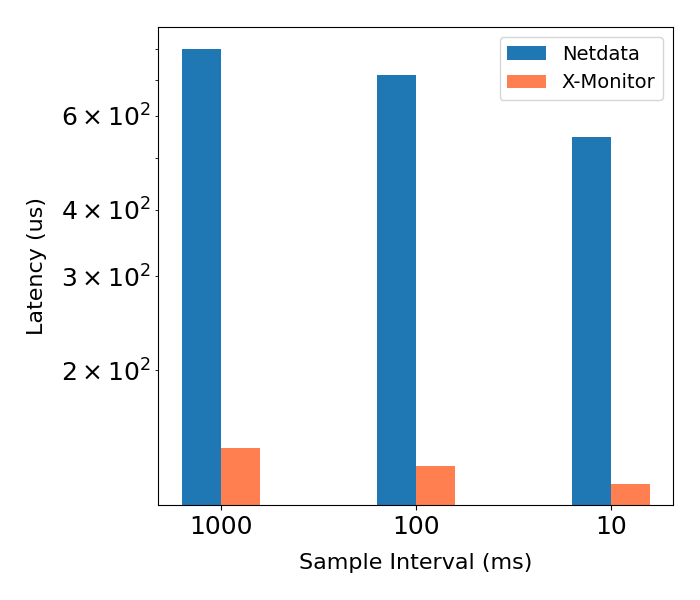 Netdata
X-Monitor
6 × 10²
4 × 10²
3 × 10²
2 × 10²
Latency (us)
1000 100 10
Sample Interval (ms)